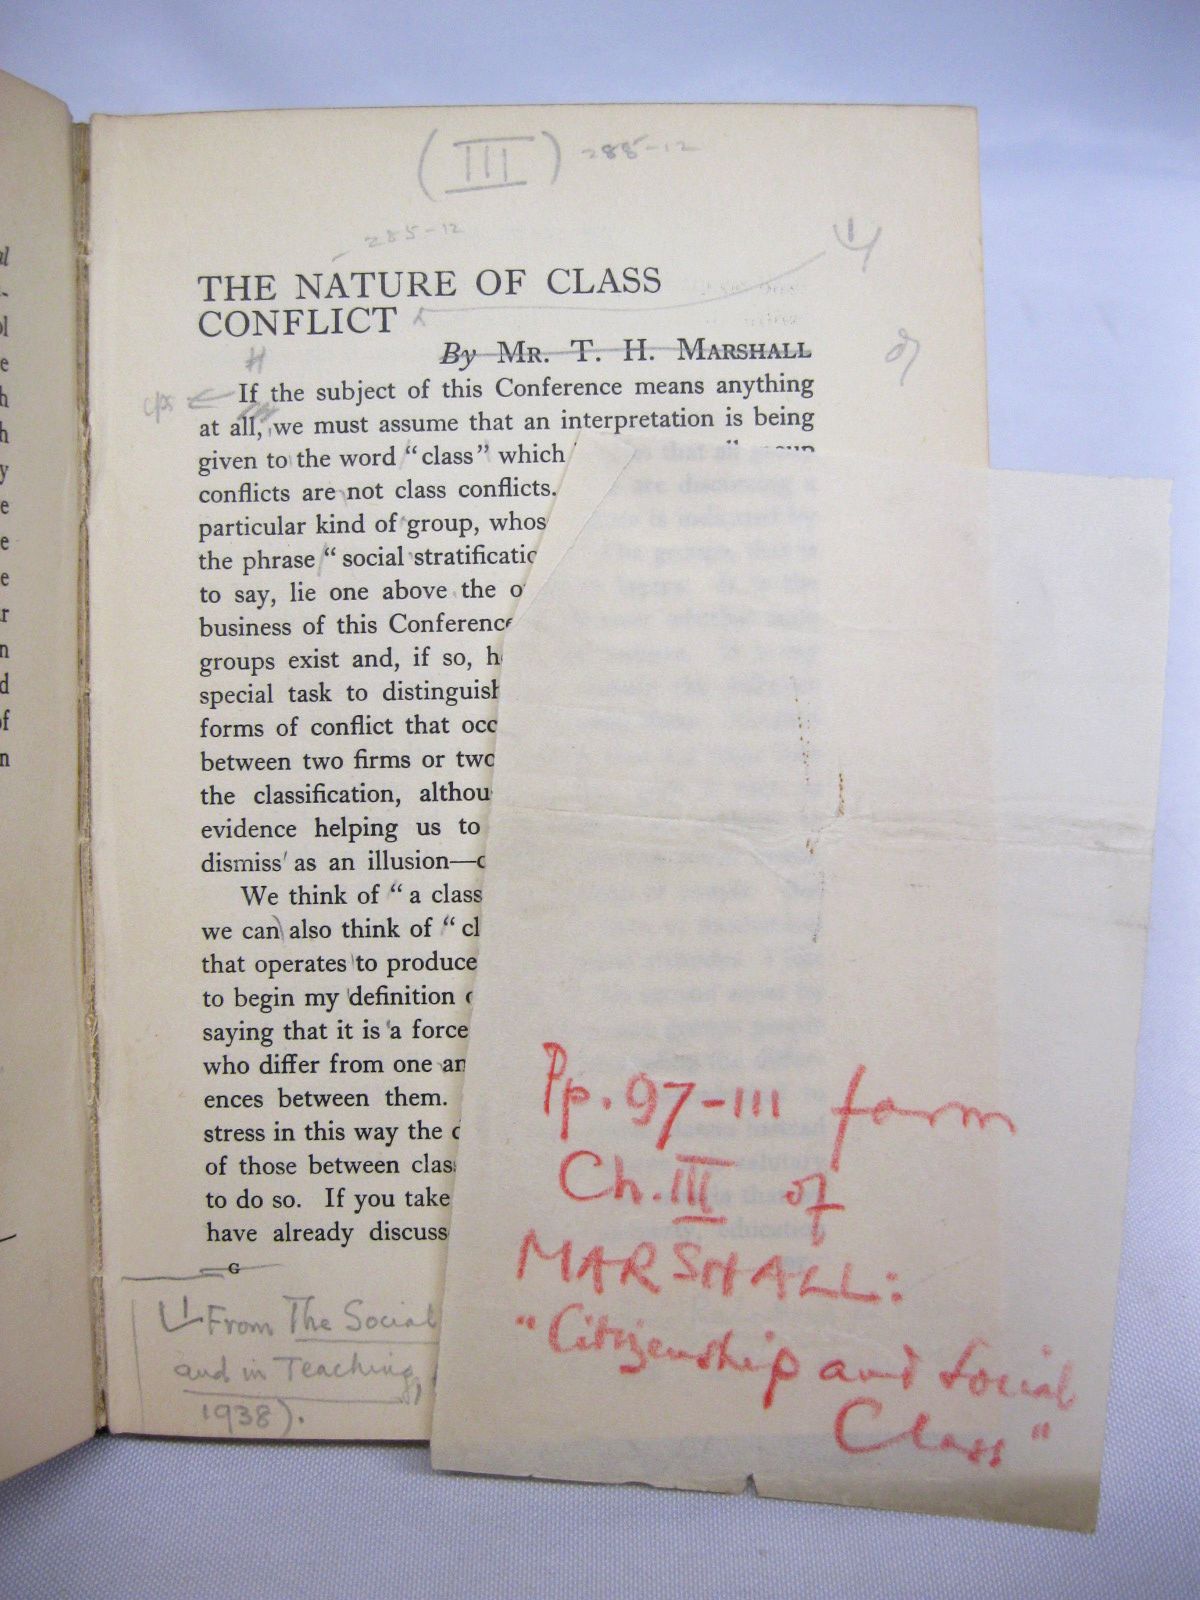 (III) 285-12
285-12
THE NATURE OF CLASS
CONFLICT
By MR. T. H. MARSHALL
If the subject of this Conference means anything
at all, we must assume that an interpretation is being
given to the word "class" which
conflicts are not class conflicts.
particular kind of group, whos
the phrase "social stratificatio
to say, lie one above the o
business of this Conference
groups exist and, if so, h
special task to distinguish
forms of conflict that occ
between two firms or two
the classification, althou
evidence helping us to
dismiss as an illusion—
We think of "a class
we can also think of "cl
that operates to produce
to begin my definition
saying that it is a force
who differ from one an
ences between them.
stress in this way the
of those between clas
to do so. If you take
have already discuss
G
1 From The Social
and in Teaching,
1938).
Pp. 97-111 form
Ch. III of
MARSHALL:
"Citizenship and Social
Class"